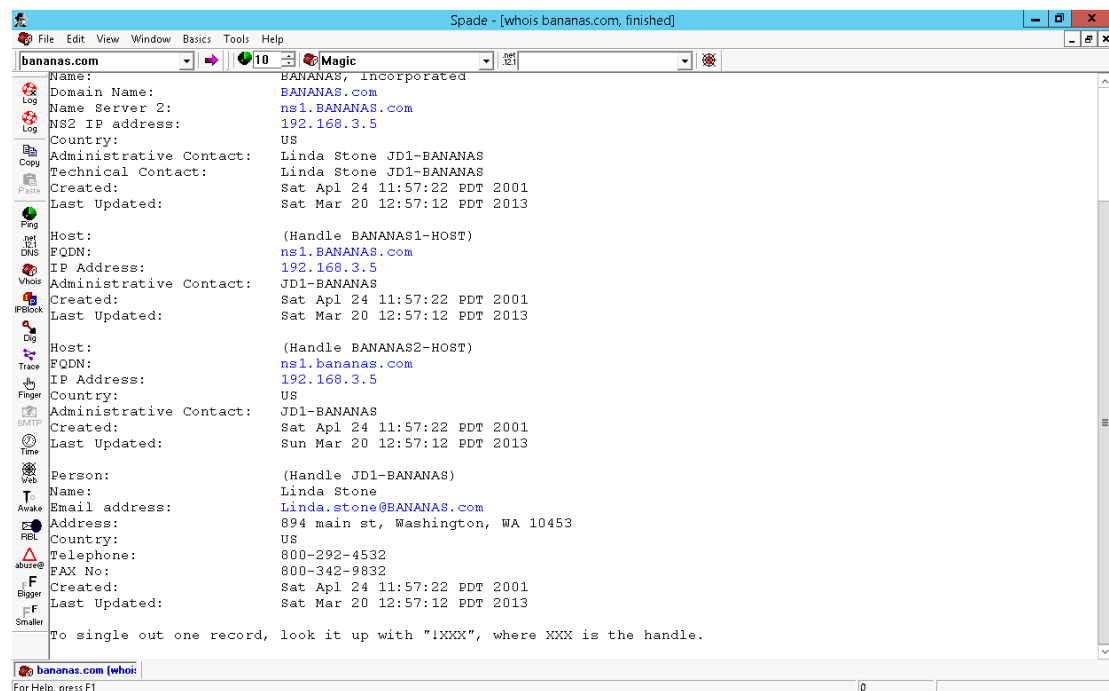 Spade - [whois bananas.com, finished]
File Edit View Window Basics Tools Help
bananas.com 10 Magic .net 12.1
Name: BANANAS, Incorporated
Domain Name: BANANAS.com
Name Server 2: ns1.BANANAS.com
NS2 IP address: 192.168.3.5
Country: US
Administrative Contact: Linda Stone JD1-BANANAS
Technical Contact: Linda Stone JD1-BANANAS
Created: Sat Apl 24 11:57:22 PDT 2001
Last Updated: Sat Mar 20 12:57:12 PDT 2013
Host: (Handle BANANAS1-HOST)
FQDN: ns1.BANANAS.com
IP Address: 192.168.3.5
Administrative Contact: JD1-BANANAS
Created: Sat Apl 24 11:57:22 PDT 2001
Last Updated: Sat Mar 20 12:57:12 PDT 2013
Host: (Handle BANANAS2-HOST)
FQDN: ns1.bananas.com
IP Address: 192.168.3.5
Country: US
Administrative Contact: JD1-BANANAS
Created: Sat Apl 24 11:57:22 PDT 2001
Last Updated: Sun Mar 20 12:57:12 PDT 2013
Person: (Handle JD1-BANANAS)
Name: Linda Stone
Email address: Linda.stone@BANANAS.com
Address: 894 main st, Washington, WA 10453
Country: US
Telephone: 800-292-4532
FAX No: 800-342-9832
Created: Sat Apl 24 11:57:22 PDT 2001
Last Updated: Sat Mar 20 12:57:12 PDT 2013
To single out one record, look it up with "!XXX", where XXX is the handle.
Log
Log
Copy
Paste
Ping
.net
12.1
DNS
Whois
IPBlock
Dig
Trace
Finger
SMTP
Time
Web
Awake
RBL
abuse@
Bigger
Smaller
bananas.com (whois
For Help, press F1
0